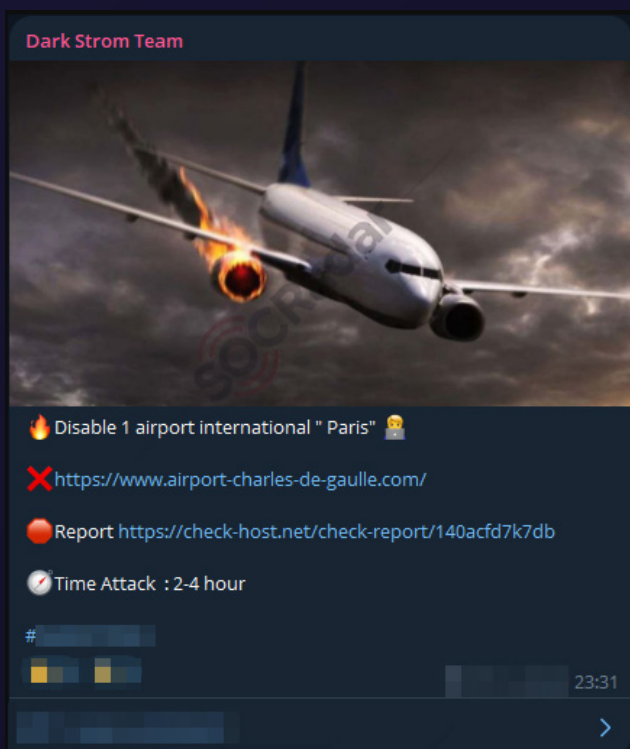 Dark Strom Team
SOCRadar
Disable 1 airport international " Paris"
https://www.airport-charles-de-gaulle.com/
Report https://check-host.net/check-report/140acfd7k7db
Time Attack : 2-4 hour
#
23:31